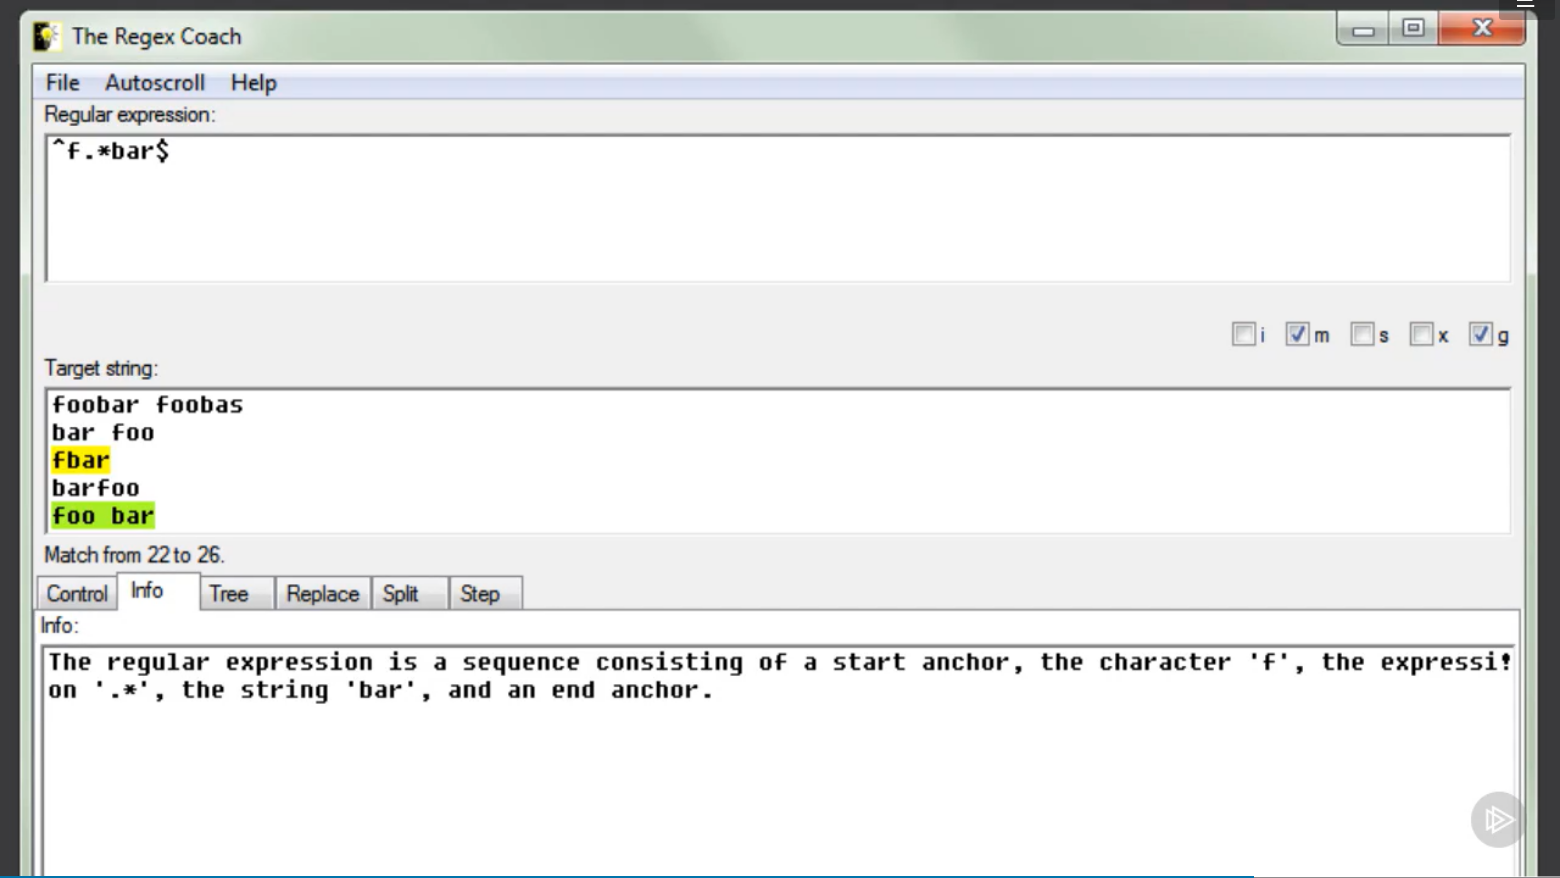 The Regex Coach
File Autoscroll Help
Regular expression:
^f.*bar$
i m s x g
Target string:
foobar foobas
bar foo
fbar
barfoo
foo bar
Match from 22 to 26.
Control Info Tree Replace Split Step
Info:
The regular expression is a sequence consisting of a start anchor, the character 'f', the expressi!
on '.*', the string 'bar', and an end anchor.